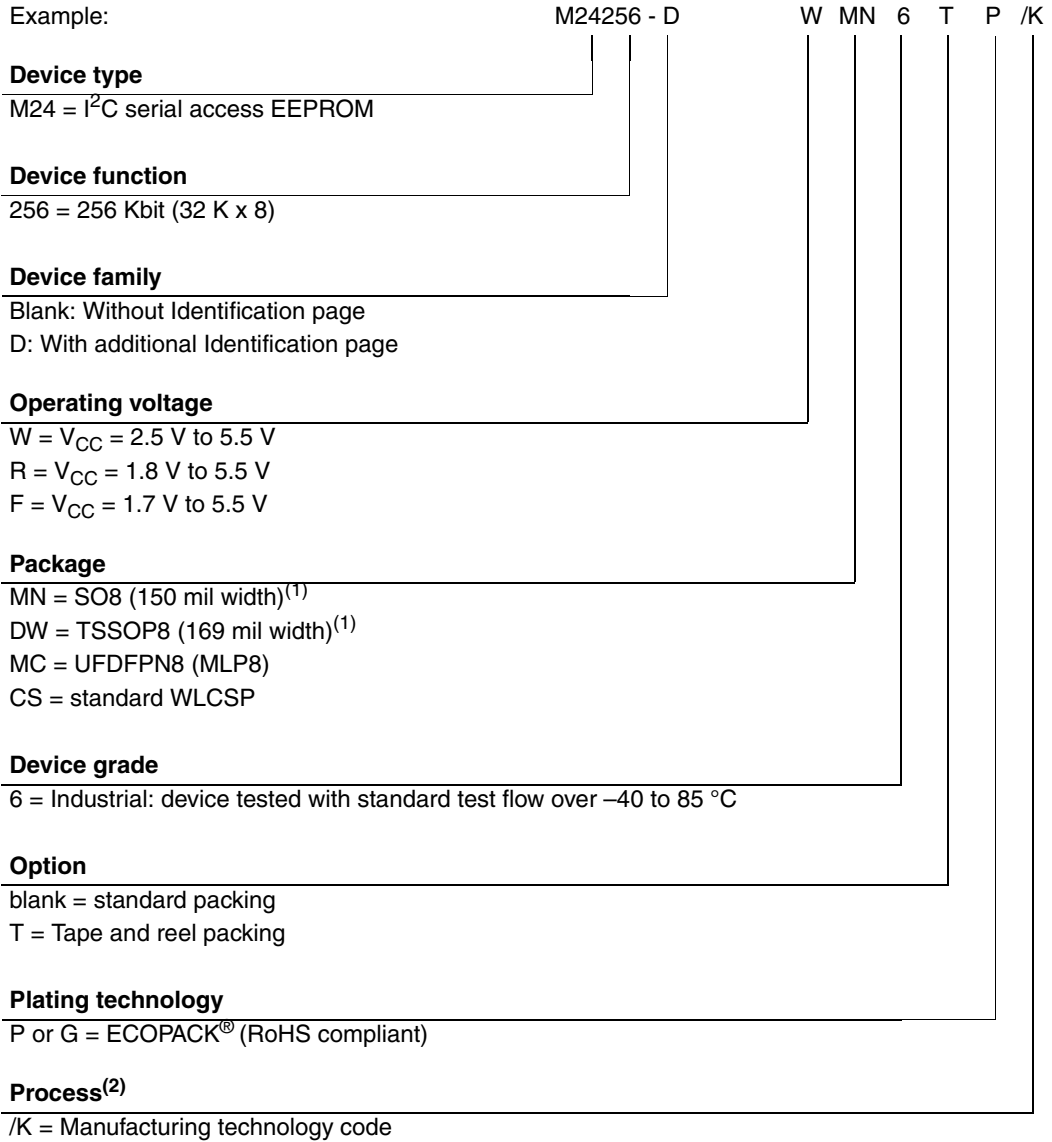 Example: M24256 - D W MN 6 T P /K
Device type
M24 = I²C serial access EEPROM
Device function
256 = 256 Kbit (32 K x 8)
Device family
Blank: Without Identification page
D: With additional Identification page
Operating voltage
W = VCC = 2.5 V to 5.5 V
R = VCC = 1.8 V to 5.5 V
F = VCC = 1.7 V to 5.5 V
Package
MN = SO8 (150 mil width)(1)
DW = TSSOP8 (169 mil width)(1)
MC = UFDFPN8 (MLP8)
CS = standard WLCSP
Device grade
6 = Industrial: device tested with standard test flow over –40 to 85 °C
Option
blank = standard packing
T = Tape and reel packing
Plating technology
P or G = ECOPACK® (RoHS compliant)
Process(2)
/K = Manufacturing technology code